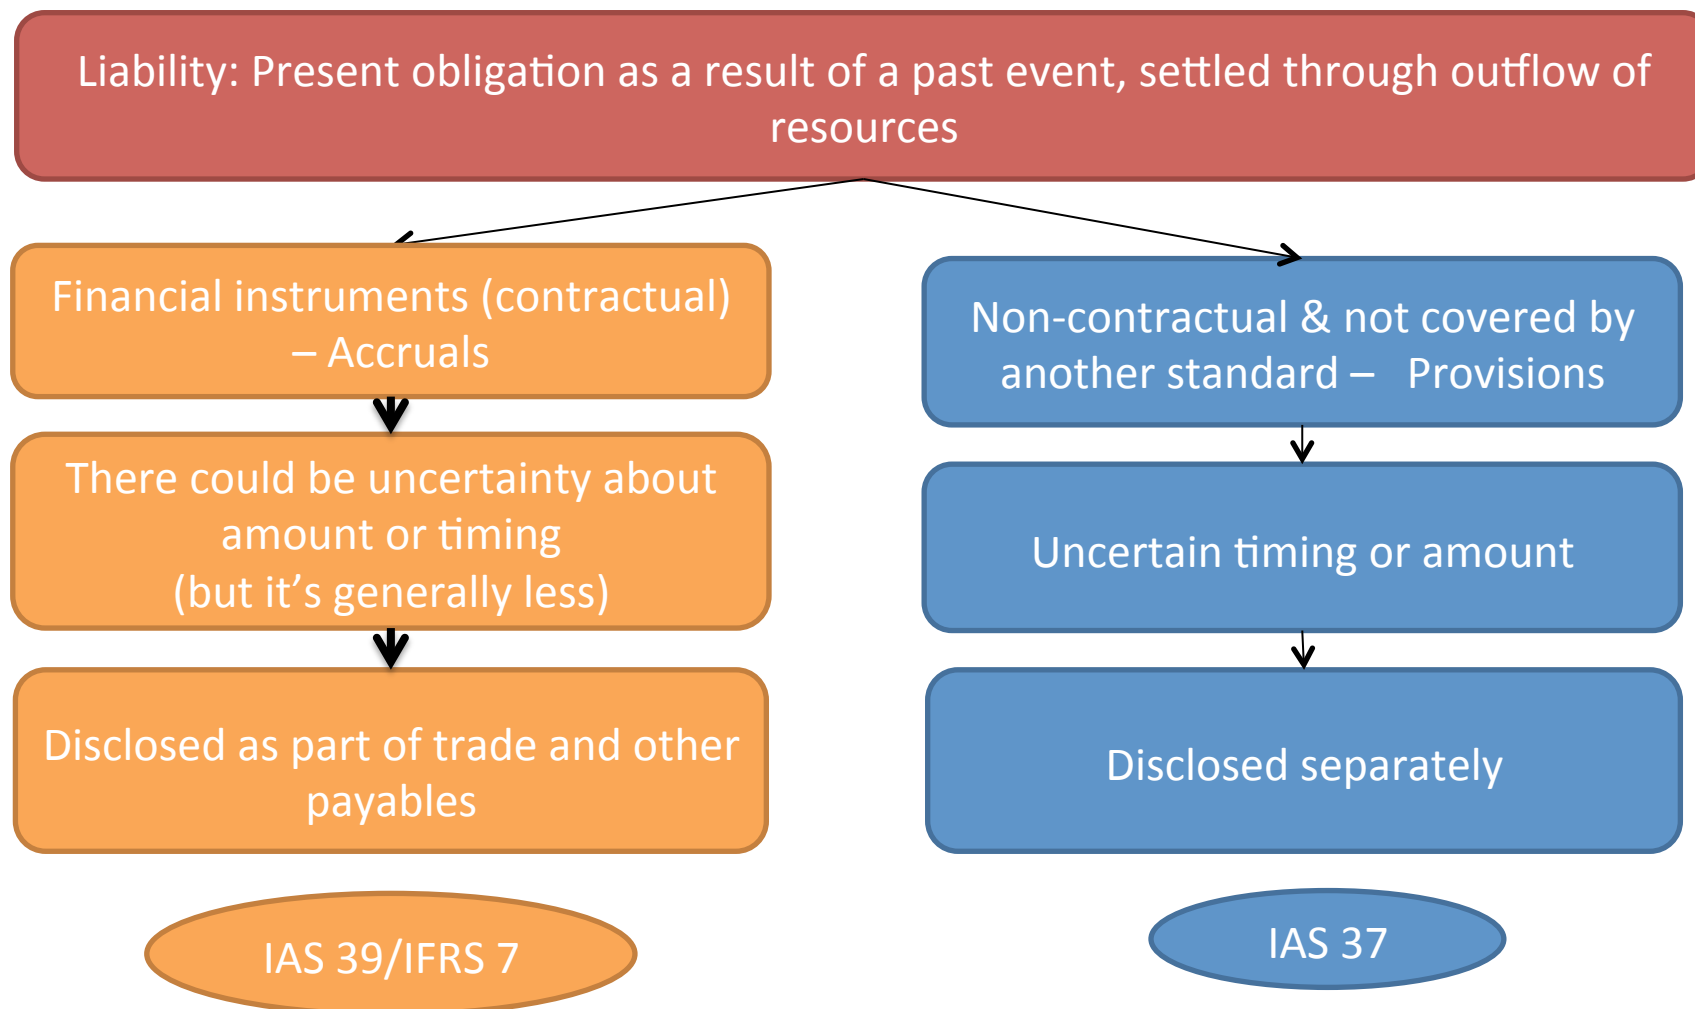 Liability: Present obligation as a result of a past event, settled through outflow of
resources
Financial instruments (contractual)
– Accruals
There could be uncertainty about
amount or timing
(but it's generally less)
Disclosed as part of trade and other
payables
IAS 39/IFRS 7
Non-contractual & not covered by
another standard – Provisions
Uncertain timing or amount
Disclosed separately
IAS 37